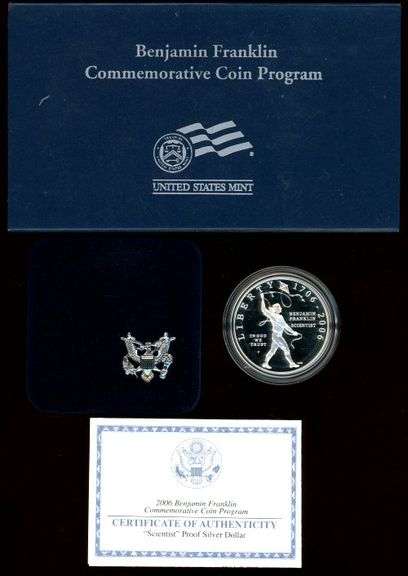 Benjamin Franklin
Commemorative Coin Program
UNITED STATES MINT
LIBERTY 1706 2006
BENJAMIN
FRANKLIN
SCIENTIST
IN GOD
WE
TRUST
2006 Benjamin Franklin
Commemorative Coin Program
CERTIFICATE OF AUTHENTICITY
"Scientist" Proof Silver Dollar